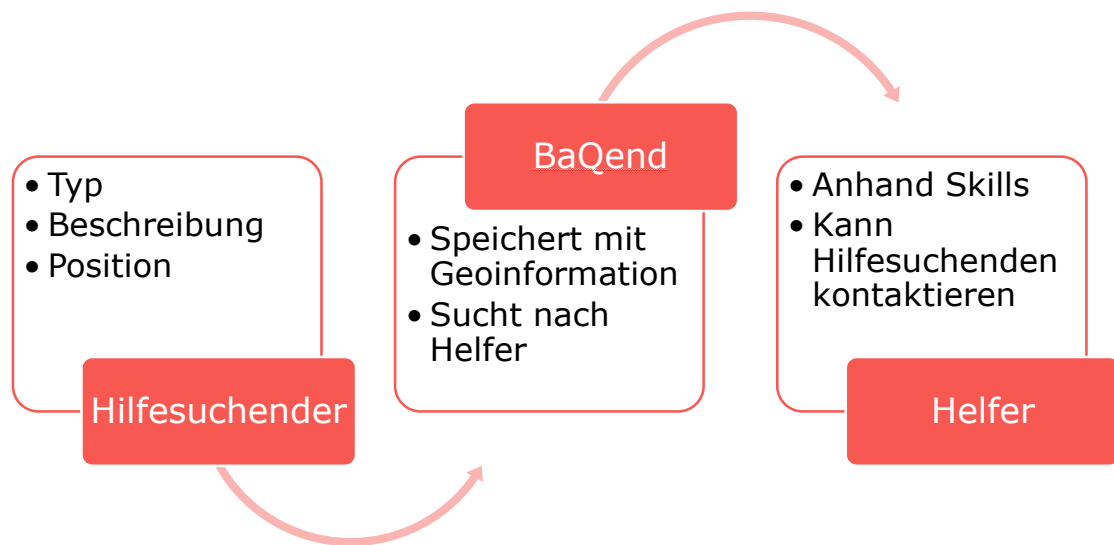 • Typ
• Beschreibung
• Position
Hilfesuchender
BaQend
• Speichert mit
Geoinformation
• Sucht nach
Helfer
• Anhand Skills
• Kann
Hilfesuchenden
kontaktieren
Helfer